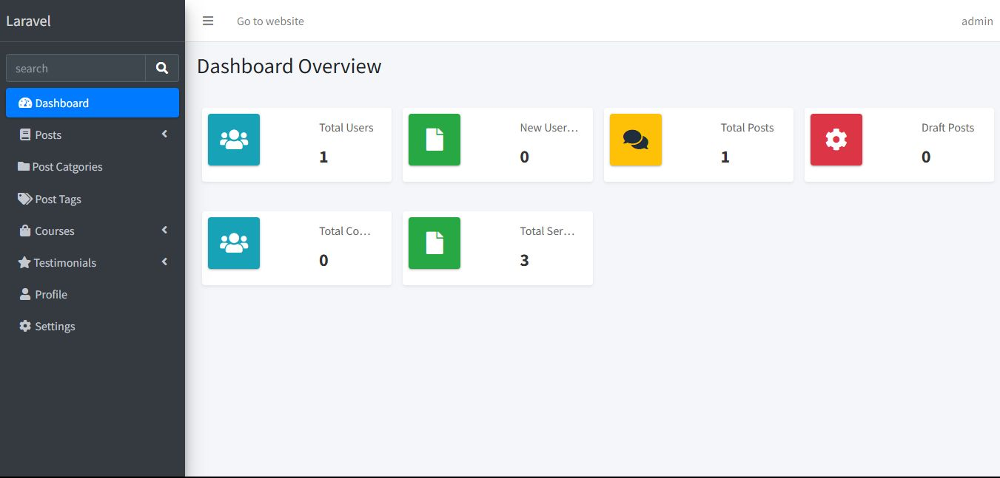 Laravel
Go to website
admin
search
Dashboard
Posts
Post Catgories
Post Tags
Courses
Testimonials
Profile
Settings
Dashboard Overview
Total Users
1
New User…
0
Total Posts
1
Draft Posts
0
Total Co…
0
Total Ser…
3